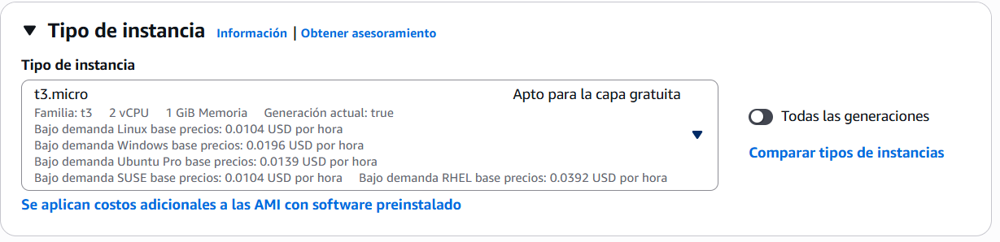 Tipo de instancia Información | Obtener asesoramiento
Tipo de instancia
t3.micro Apto para la capa gratuita
Familia: t3 2 vCPU 1 GiB Memoria Generación actual: true
Bajo demanda Linux base precios: 0.0104 USD por hora
Bajo demanda Windows base precios: 0.0196 USD por hora
Bajo demanda Ubuntu Pro base precios: 0.0139 USD por hora
Bajo demanda SUSE base precios: 0.0104 USD por hora Bajo demanda RHEL base precios: 0.0392 USD por hora
Todas las generaciones
Comparar tipos de instancias
Se aplican costos adicionales a las AMI con software preinstalado